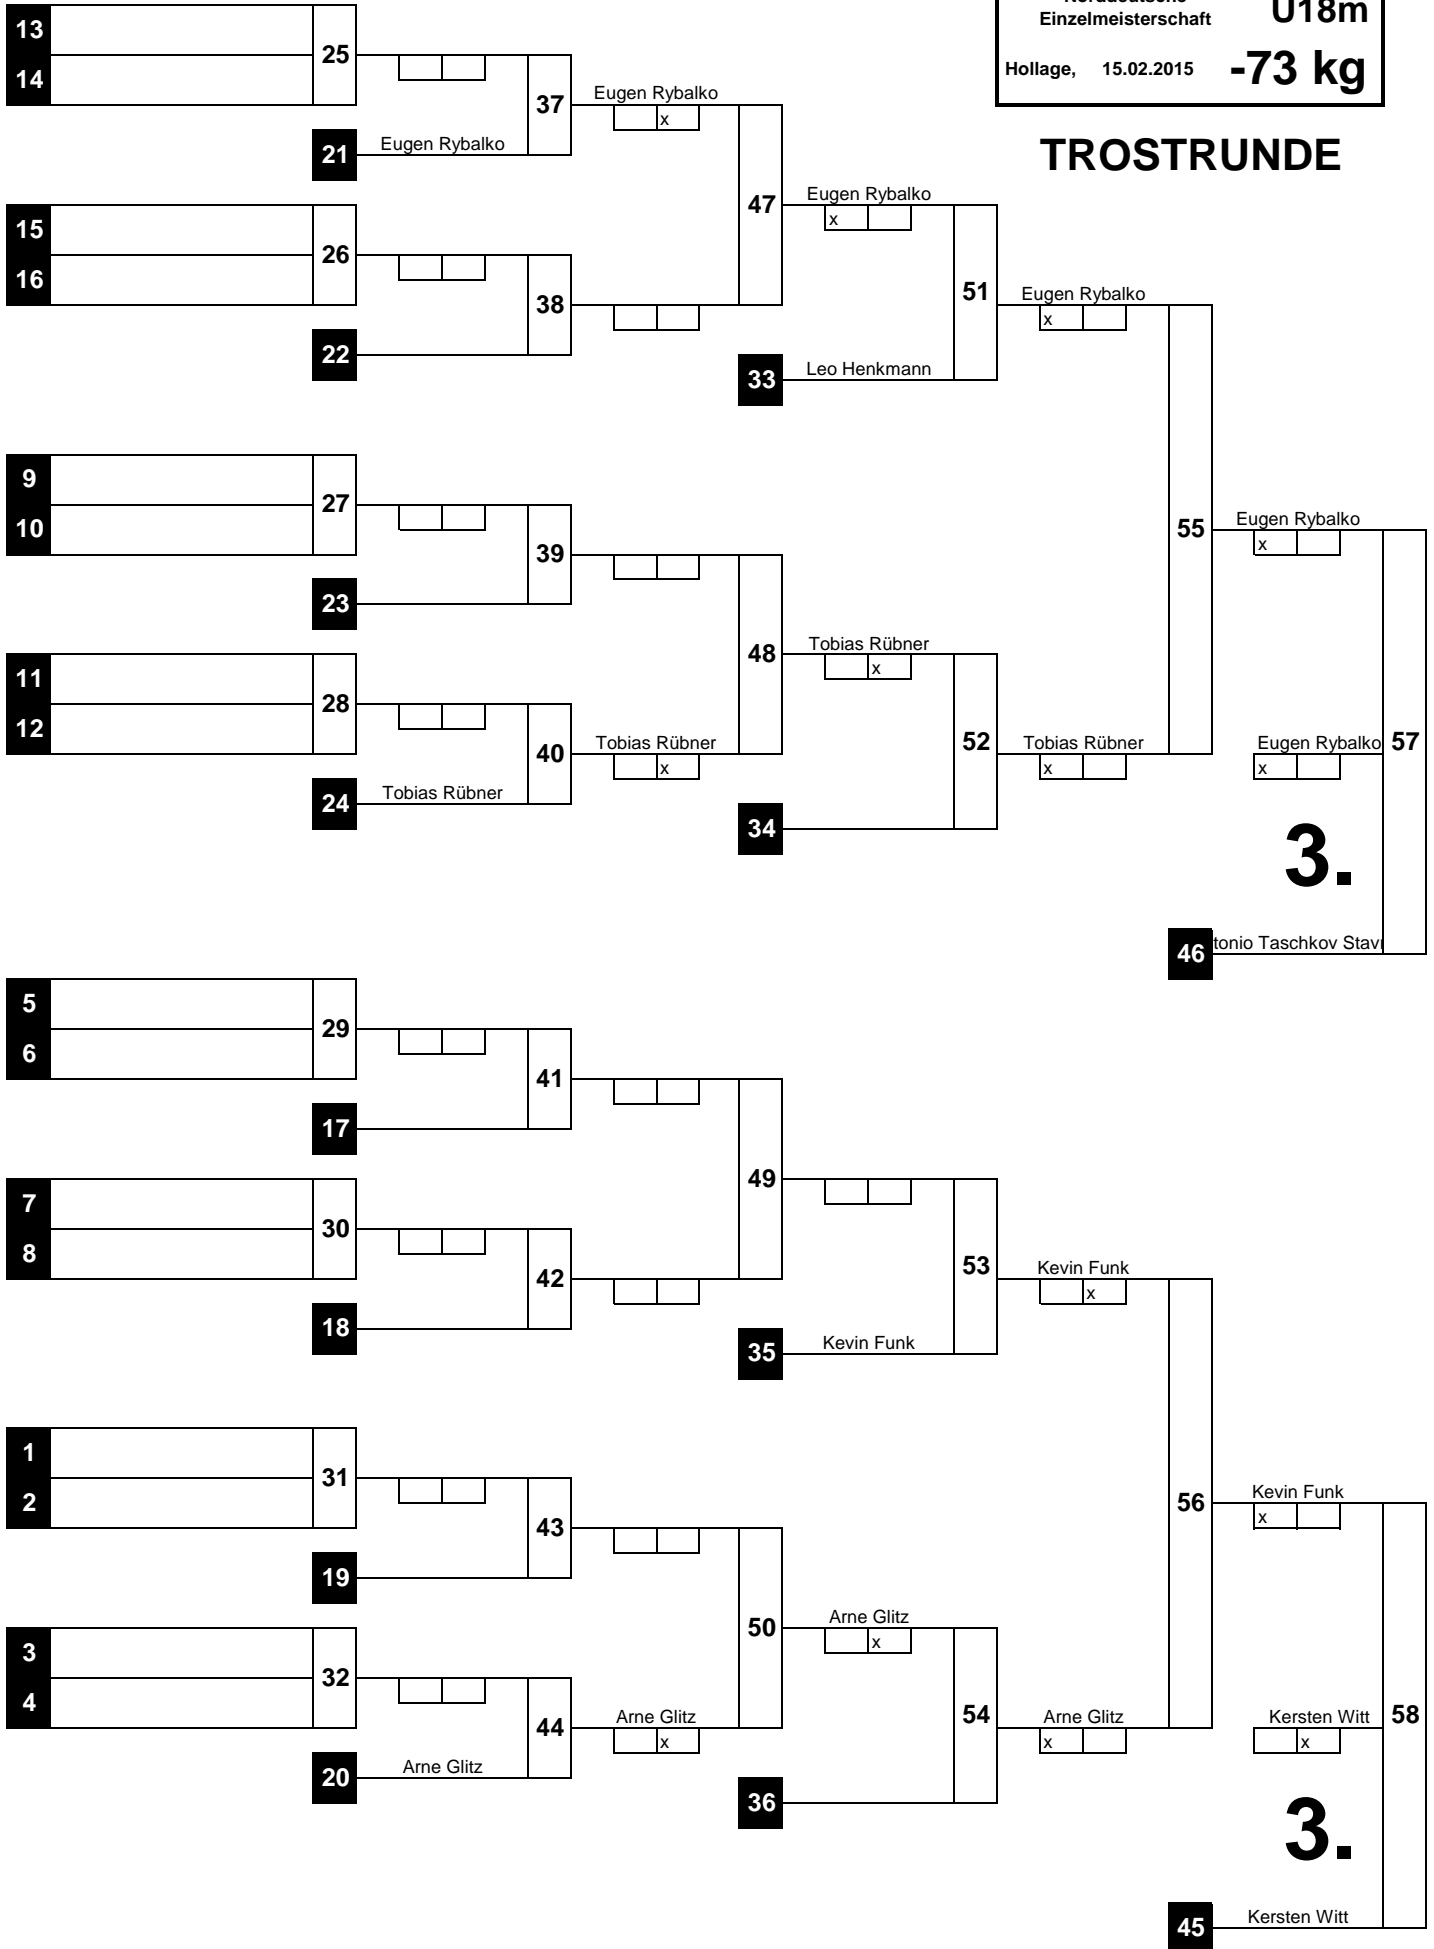 Einzelmeisterschaft U18m
Hollage, 15.02.2015 -73 kg
TROSTRUNDE
13
14
25
37
Eugen Rybalko
x
21
Eugen Rybalko
15
16
26
38
22
47
Eugen Rybalko
x
33
Leo Henkmann
51
Eugen Rybalko
x
9
10
27
39
23
11
12
28
40
Tobias Rübner
x
24
Tobias Rübner
48
Tobias Rübner
x
34
52
Tobias Rübner
x
55
Eugen Rybalko
x
Eugen Rybalko
x
57
3.
46
tonio Taschkov Stav
5
6
29
41
17
7
8
30
42
18
49
35
Kevin Funk
53
Kevin Funk
x
1
2
31
43
19
3
4
32
44
Arne Glitz
x
20
Arne Glitz
50
Arne Glitz
x
36
54
Arne Glitz
x
56
Kevin Funk
x
Kersten Witt
x
58
3.
45
Kersten Witt